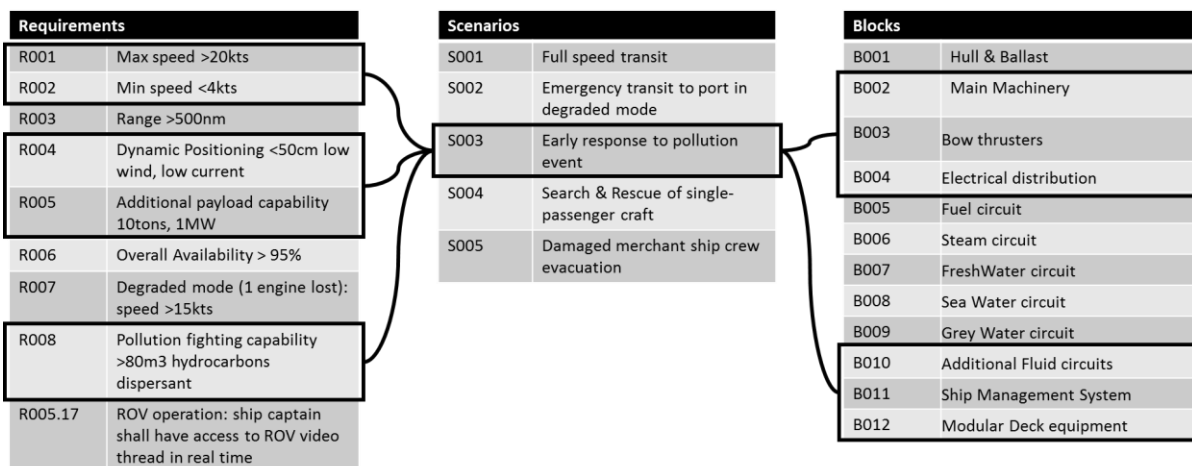 Requirements
R001 Max speed >20kts
R002 Min speed <4kts
R003 Range >500nm
R004 Dynamic Positioning <50cm low
wind, low current
R005 Additional payload capability
10tons, 1MW
R006 Overall Availability > 95%
R007 Degraded mode (1 engine lost):
speed >15kts
R008 Pollution fighting capability
>80m3 hydrocarbons
dispersant
R005.17 ROV operation: ship captain
shall have access to ROV video
thread in real time
Scenarios
S001 Full speed transit
S002 Emergency transit to port in
degraded mode
S003 Early response to pollution
event
S004 Search & Rescue of single-
passenger craft
S005 Damaged merchant ship crew
evacuation
Blocks
B001 Hull & Ballast
B002 Main Machinery
B003 Bow thrusters
B004 Electrical distribution
B005 Fuel circuit
B006 Steam circuit
B007 FreshWater circuit
B008 Sea Water circuit
B009 Grey Water circuit
B010 Additional Fluid circuits
B011 Ship Management System
B012 Modular Deck equipment